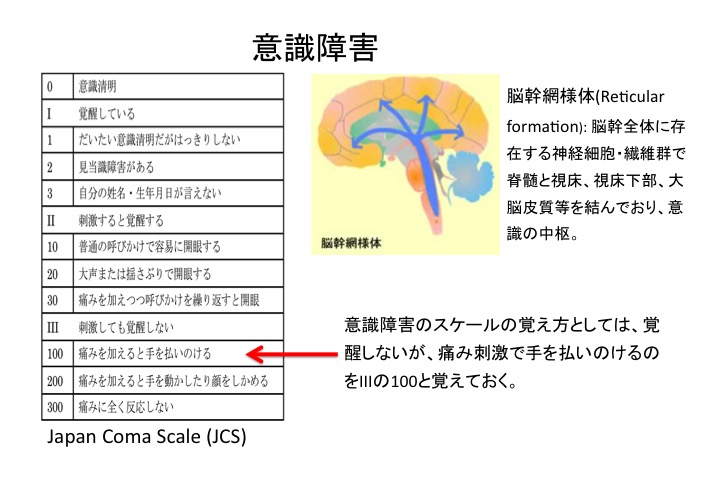 意識障害
0 意識清明
I 覚醒している
1 だいたい意識清明だがはっきりしない
2 見当識障害がある
3 自分の姓名・生年月日が言えない
II 刺激すると覚醒する
10 普通の呼びかけで容易に開眼する
20 大声または揺さぶりで開眼する
30 痛みを加えつつ呼びかけを繰り返すと開眼
III 刺激しても覚醒しない
100 痛みを加えると手を払いのける
200 痛みを加えると手を動かしたり顔をしかめる
300 痛みに全く反応しない
Japan Coma Scale (JCS)
脳幹網様体
脳幹網様体(Reticular
formation): 脳幹全体に存
在する神経細胞・繊維群で
脊髄と視床、視床下部、大
脳皮質等を結んでおり、意
識の中枢。
意識障害のスケールの覚え方としては、覚
醒しないが、痛み刺激で手を払いのけるの
をIIIの100と覚えておく。